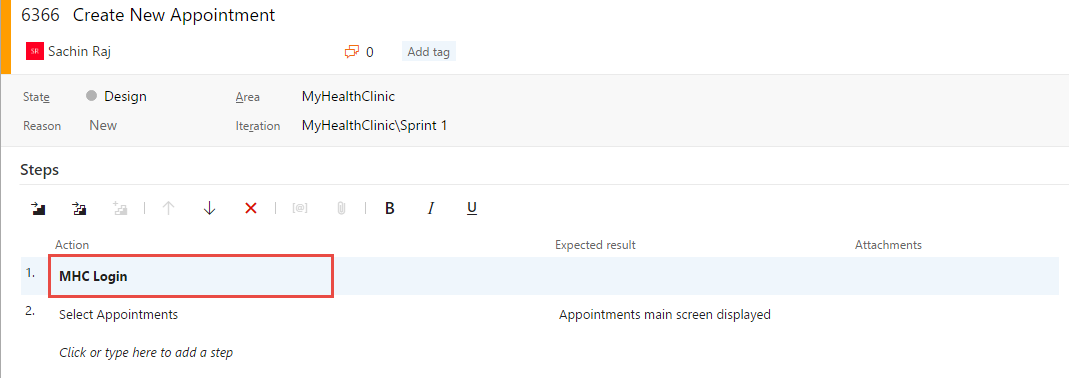 6366 Create New Appointment
SR Sachin Raj 0 Add tag
State Design Area MyHealthClinic
Reason New Iteration MyHealthClinic\Sprint 1
Steps
[@] B I U
Action Expected result Attachments
1. MHC Login
2. Select Appointments Appointments main screen displayed
Click or type here to add a step